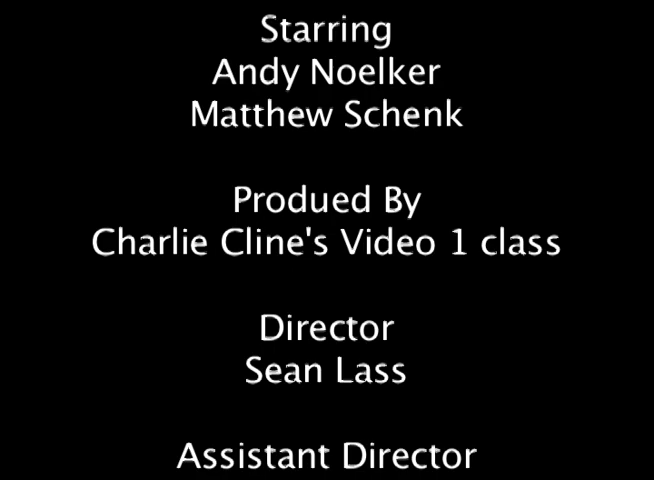 Starring
Andy Noelker
Matthew Schenk
Produed By
Charlie Cline's Video 1 class
Director
Sean Lass
Assistant Director